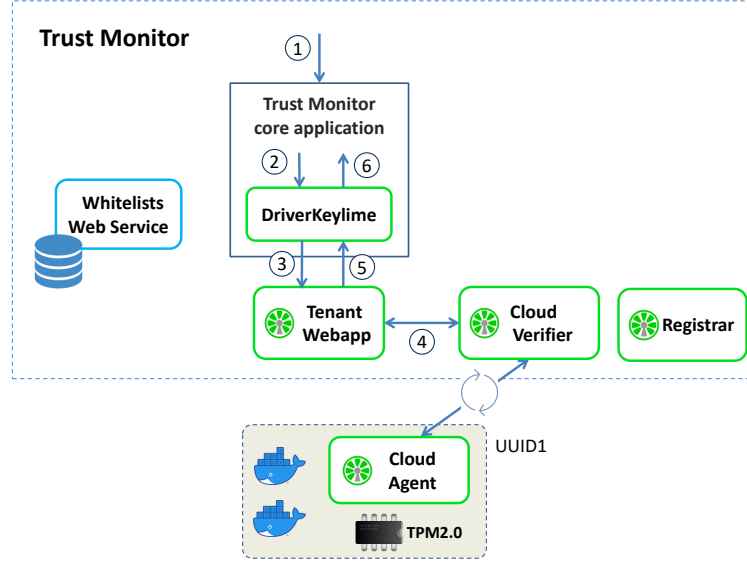 Trust Monitor
1
Trust Monitor
core application
2
6
Whitelists
Web Service
DriverKeylime
3
5
Tenant
Webapp
4
Cloud
Verifier
Registrar
UUID1
Cloud
Agent
TPM2.0